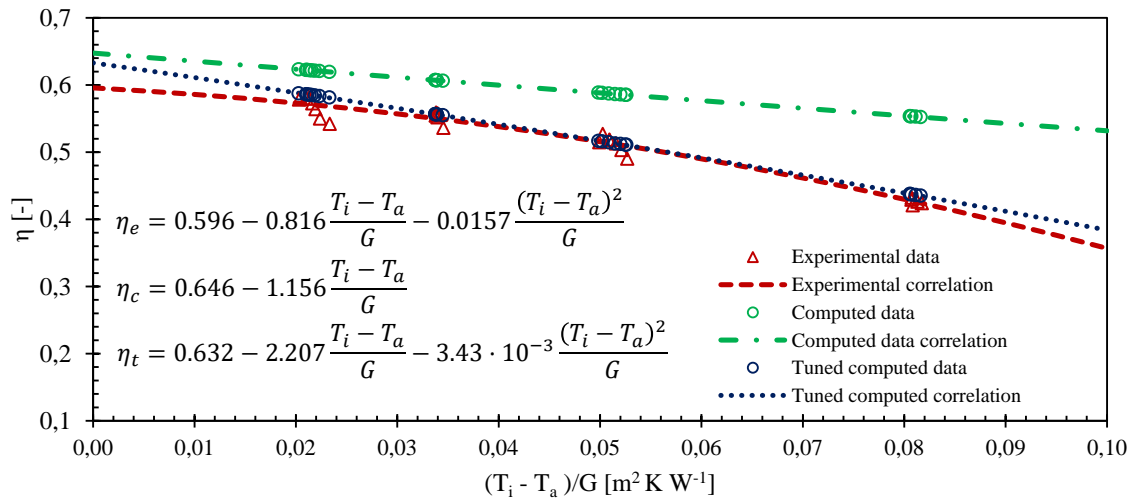 0,7
0,6
0,5
0,4
0,3
0,2
0,1
η [-]
η_e = 0.596 − 0.816 (T_i − T_a)/G − 0.0157 (T_i − T_a)²/G
η_c = 0.646 − 1.156 (T_i − T_a)/G
η_t = 0.632 − 2.207 (T_i − T_a)/G − 3.43 · 10⁻³ (T_i − T_a)²/G
Experimental data
Experimental correlation
Computed data
Computed data correlation
Tuned computed data
Tuned computed correlation
0,00 0,01 0,02 0,03 0,04 0,05 0,06 0,07 0,08 0,09 0,10
(T_i - T_a )/G [m² K W⁻¹]